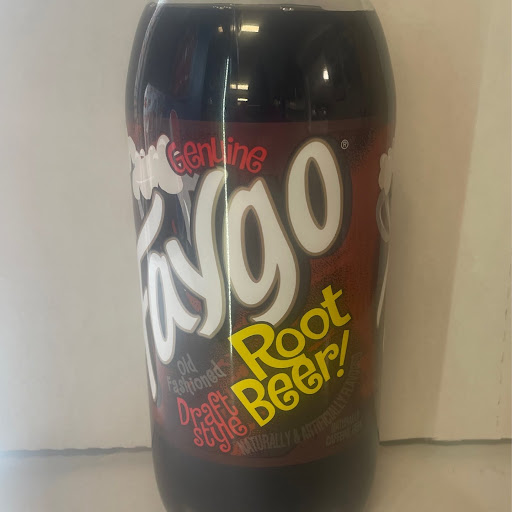 Genuine
Faygo®
Old
Fashioned
Draft
Style
Root
Beer!
NATURALLY & ARTIFICIALLY FLAVORED